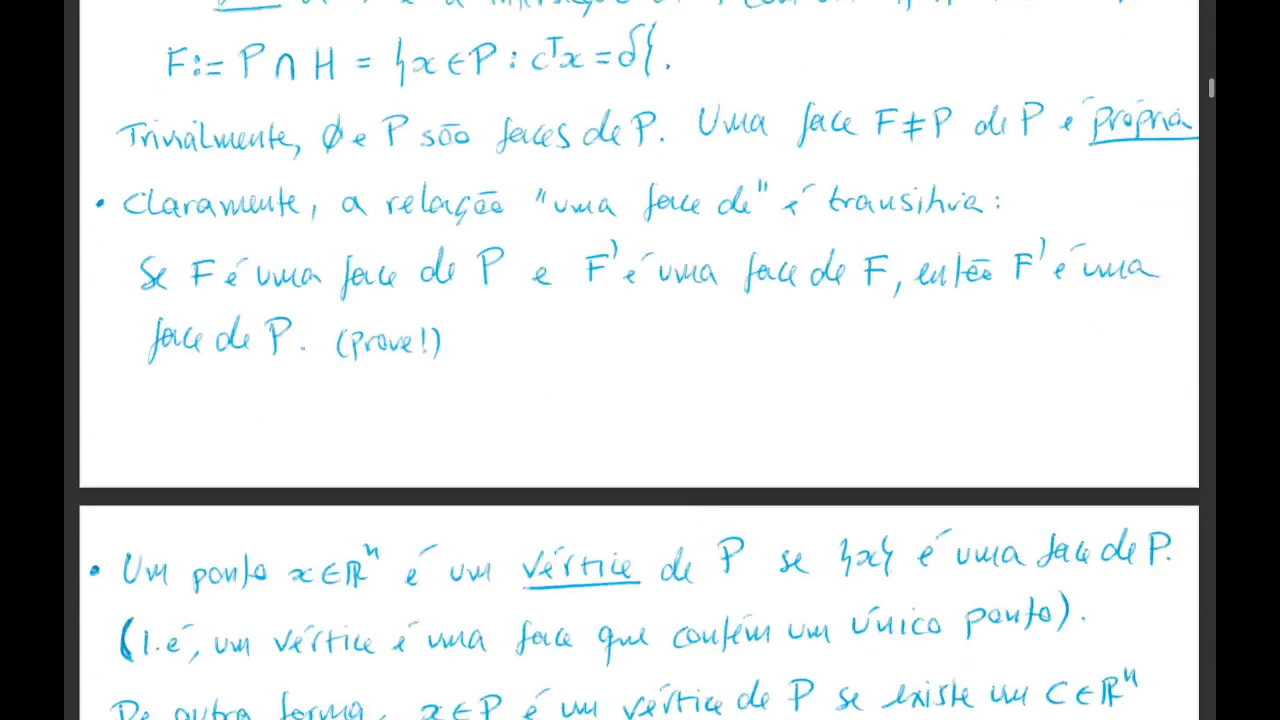 F := P ∩ H = {x ∈ P : cᵀx = δ}.
Trivialmente, ∅ e P são faces de P. Uma face F ≠ P de P é própria
• Claramente, a relação "uma face de" é transitiva:
Se F é uma face de P e F' é uma face de F, então F' é uma
face de P. (Prove!)
• Um ponto x ∈ ℝⁿ é um vértice de P se {x} é uma face de P.
(I.é, um vértice é uma face que contém um único ponto).
De outra forma, x ∈ P é um vértice de P se existe um c ∈ ℝⁿ